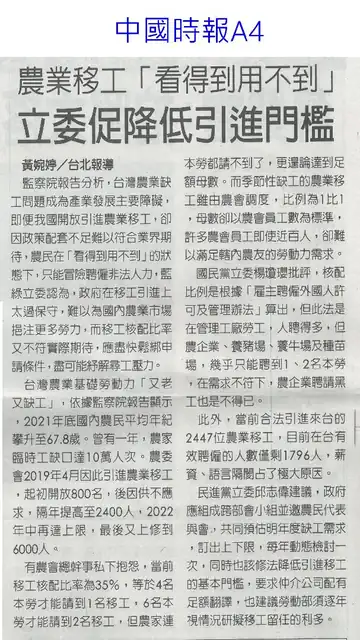 中國時報A4
農業移工「看得到用不到」
立委促降低引進門檻
黃婉婷／台北報導
監察院報告分析，台灣農業缺
工問題成為產業發展主要障礙，
即便我國開放引進農業移工，卻
因政策配套不足難以符合業界期
待，農民在「看得到用不到」的狀
態下，只能冒險聘僱非法人力，藍
綠立委認為，政府在移工引進上
太過保守，難以為國內農業市場
挹注更多勞力，而移工核配比率
又不符實際期待，應盡快鬆綁申
請條件，盡可能紓解尋工壓力。
台灣農業基礎勞動力「又老
又缺工」，依據監察院報告顯示
，2021年底國內農民平均年紀
攀升至67.8歲。曾有一年，農家
臨時工缺口達10萬人次。農委
會2019年4月因此引進農業移工
，起初開放800名，後因供不應
求，隔年提高至2400人，2022
年中再達上限，最後又上修到
6000人。
有農會總幹事私下抱怨，當前
移工核配比率為35%，等於4名
本勞才能請到1名移工，6名本
勞才能請到2名移工，但農家連
本勞都請不到了，更遑論達到足
額母數。而季節性缺工的農業移
工雖由農會調度，比例為1比1
，母數卻以農會員工數為標準，
許多農會員工即使近百人，卻難
以滿足轄內農友的勞動力需求。
國民黨立委楊瓊瓔批評，核配
比例是根據「雇主聘僱外國人許
可及管理辦法」算出，但此法是
在管理工廠勞工，人聘得多，但
農企業、養豬場、養牛場及種苗
場，幾乎只能聘到1、2名本勞
，在需求不符下，農企業聘請黑
工也是不得已。
此外，當前合法引進來台的
2447位農業移工，目前在台有
效聘僱的人數僅剩1796人，薪
資、語言隔閡占了極大原因。
民進黨立委邱志偉建議，政府
應組成跨部會小組並邀農民代表
與會，共同預估明年度缺工需求
，訂出上下限，每年動態檢討一
次，同時也該修法降低引進移工
的基本門檻，要求仲介公司配有
足額翻譯，也建議勞動部須逐年
視情況研擬移工留任的利多。